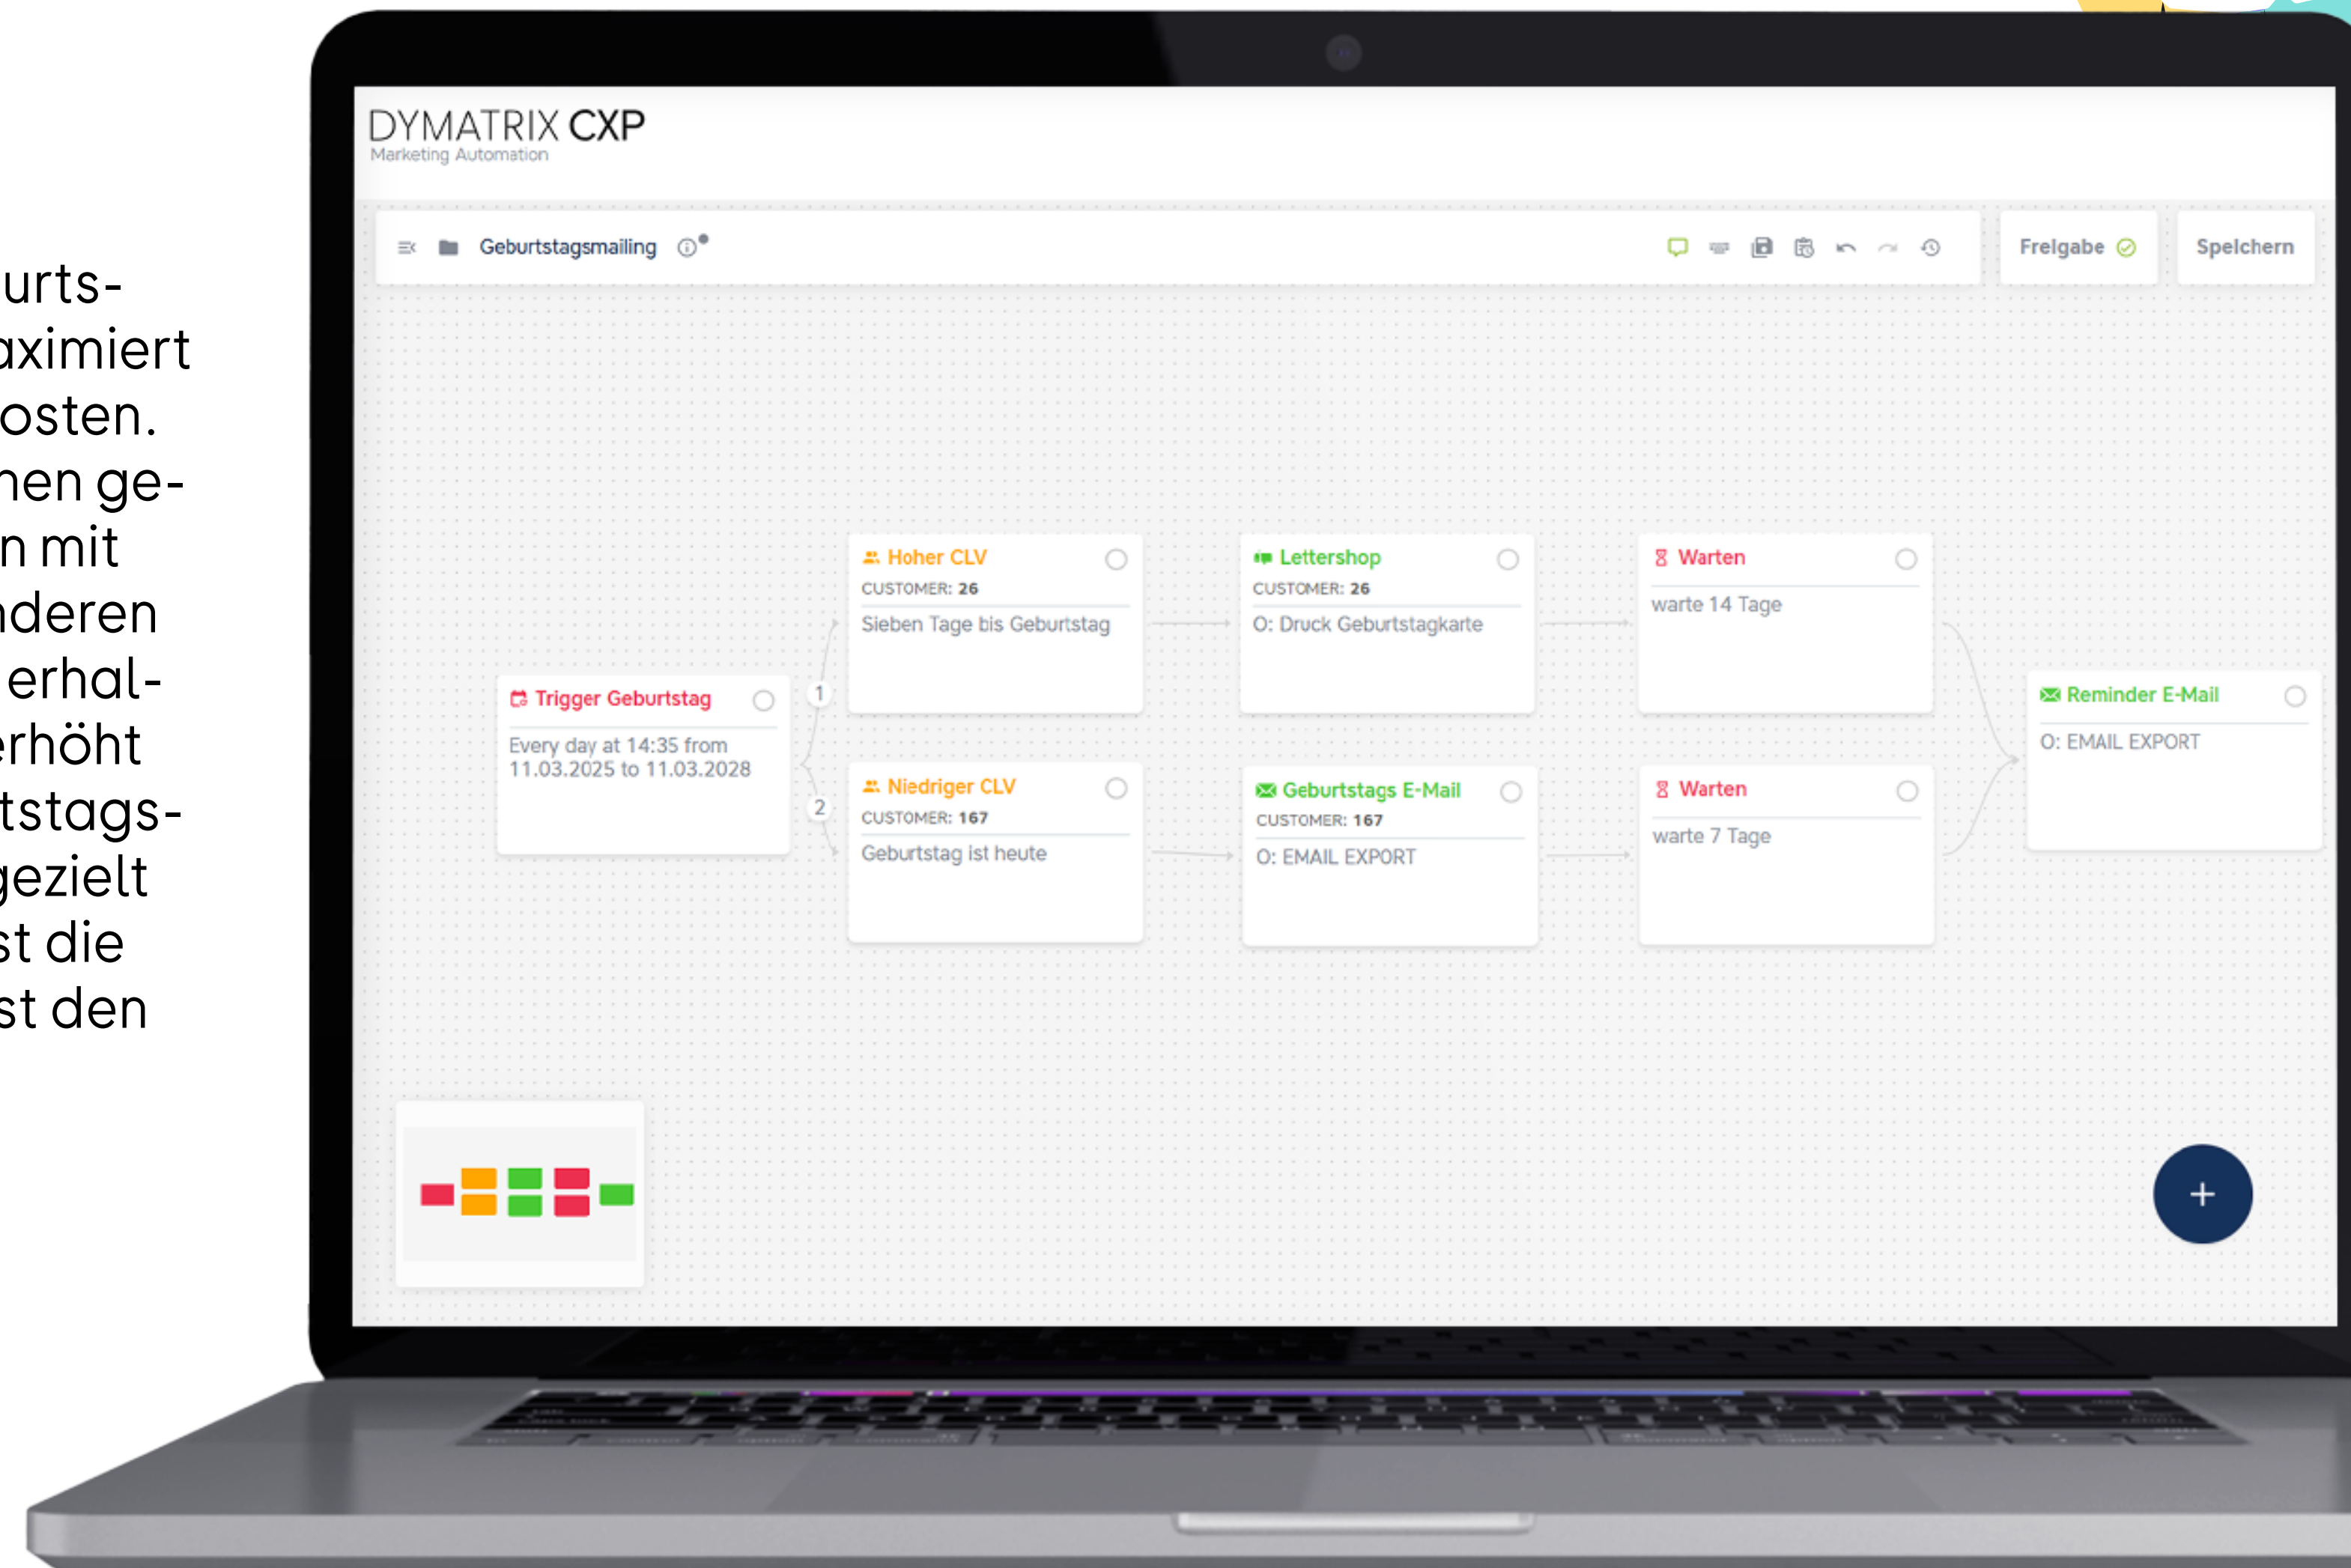 urts-
aximiert
osten.
nen ge-
n mit
nderen
erhal-
erhöht
tstags-
gezielt
st die
st den
DYMATRIX CXP
Marketing Automation
Geburtstagsmailing
Freigabe
Speichern
Trigger Geburtstag
Every day at 14:35 from
11.03.2025 to 11.03.2028
1
2
Hoher CLV
CUSTOMER: 26
Sieben Tage bis Geburtstag
Lettershop
CUSTOMER: 26
O: Druck Geburtstagkarte
Warten
warte 14 Tage
Niedriger CLV
CUSTOMER: 167
Geburtstag ist heute
Geburtstags E-Mail
CUSTOMER: 167
O: EMAIL EXPORT
Warten
warte 7 Tage
Reminder E-Mail
O: EMAIL EXPORT
+